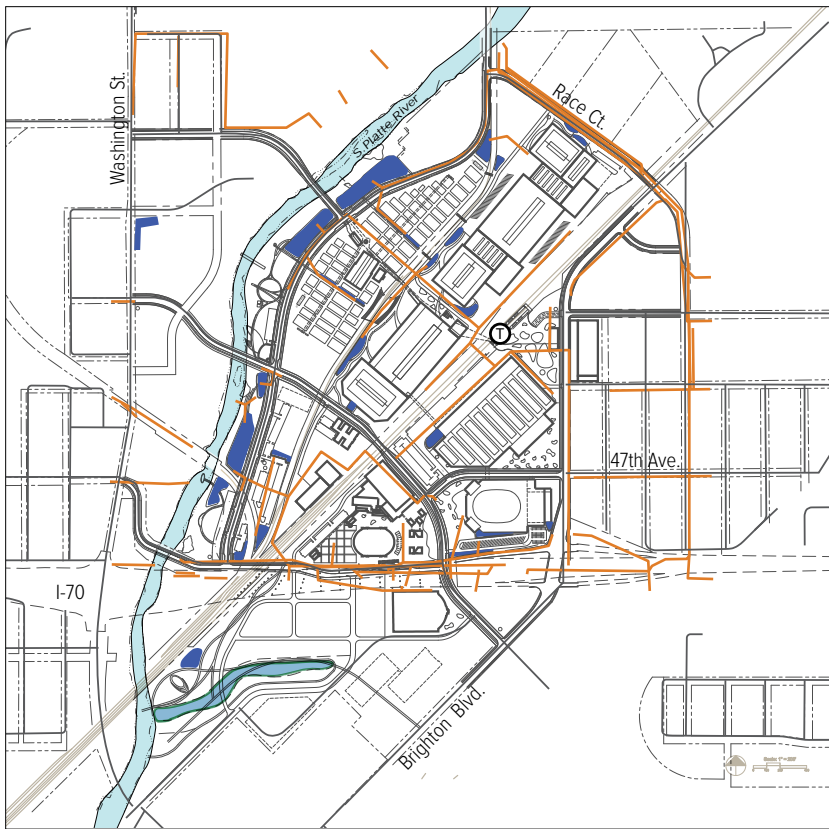 Washington St.
S Platte River
Race Ct.
T
47th Ave.
I-70
Brighton Blvd.